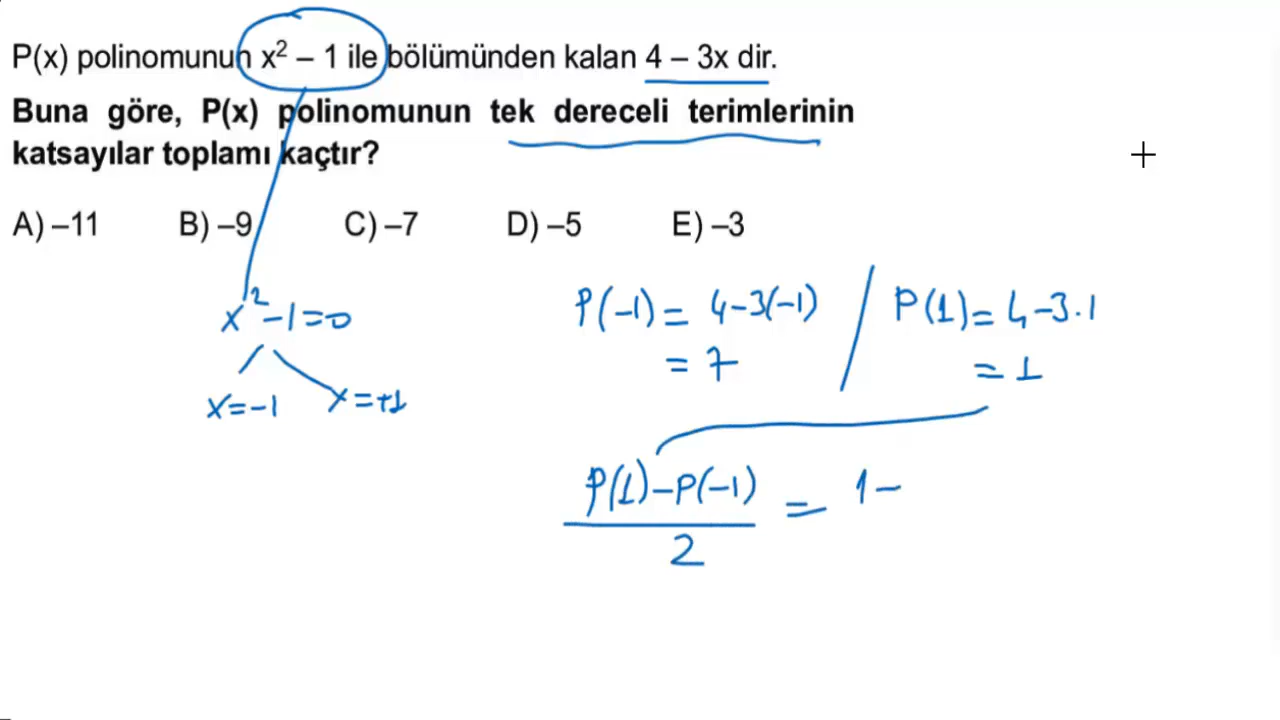 P(x) polinomunun x² – 1 ile bölümünden kalan 4 – 3x dir.
Buna göre, P(x) polinomunun tek dereceli terimlerinin
katsayılar toplamı kaçtır?
A) –11 B) –9 C) –7 D) –5 E) –3
x² – 1 = 0
x = –1 x = +1
P(–1) = 4 – 3(–1)
= 7
P(1) = 4 – 3.1
= 1
P(1) – P(–1) = 1 –
2